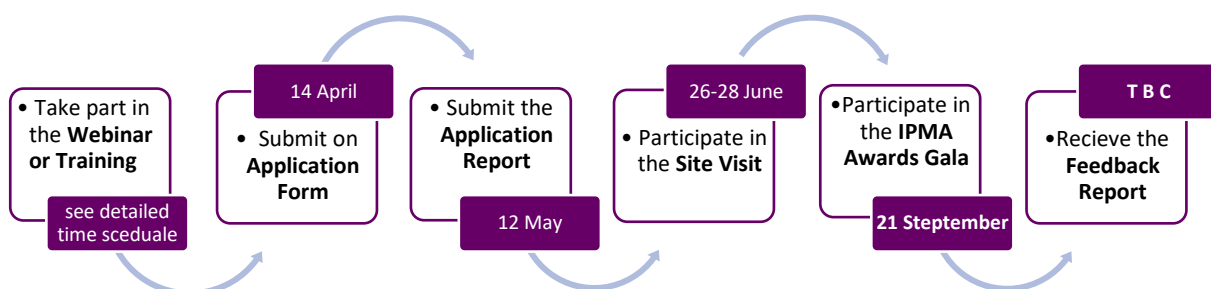 • Take part in
the Webinar
or Training
see detailed
time sceduale
14 April
• Submit on
Application
Form
• Submit the
Application
Report
12 May
26-28 June
• Participate in
the Site Visit
•Participate in
the IPMA
Awards Gala
21 Steptember
T B C
•Recieve the
Feedback
Report